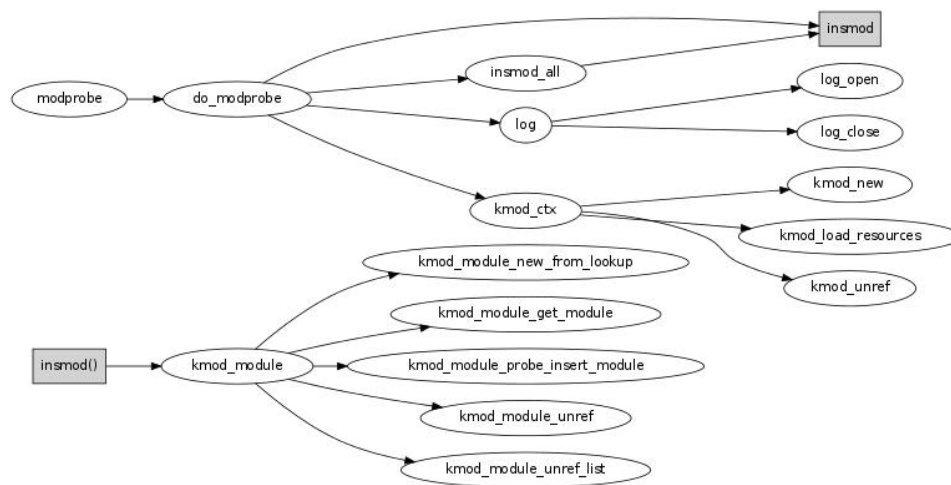 insmod
insmod_all
log_open
modprobe
do_modprobe
log
log_close
kmod_new
kmod_ctx
kmod_load_resources
kmod_module_new_from_lookup
kmod_unref
kmod_module_get_module
insmod()
kmod_module
kmod_module_probe_insert_module
kmod_module_unref
kmod_module_unref_list